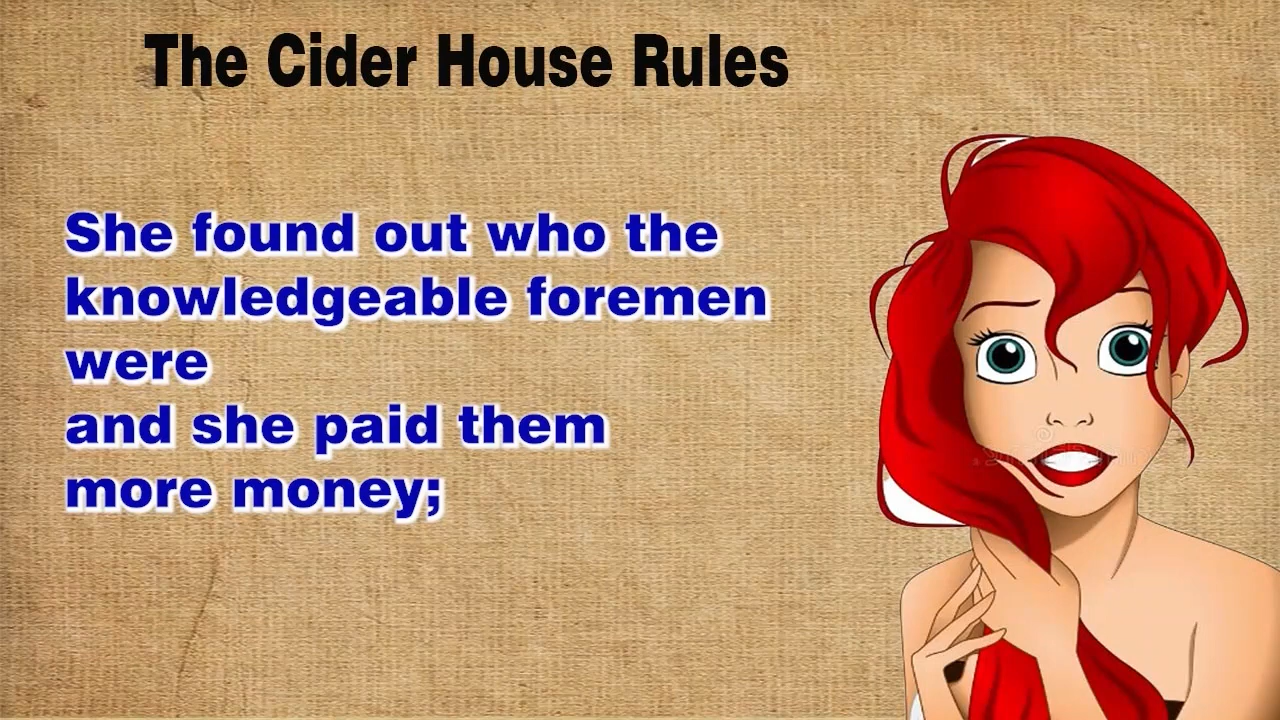 The Cider House Rules
She found out who the
knowledgeable foremen
were
and she paid them
more money;